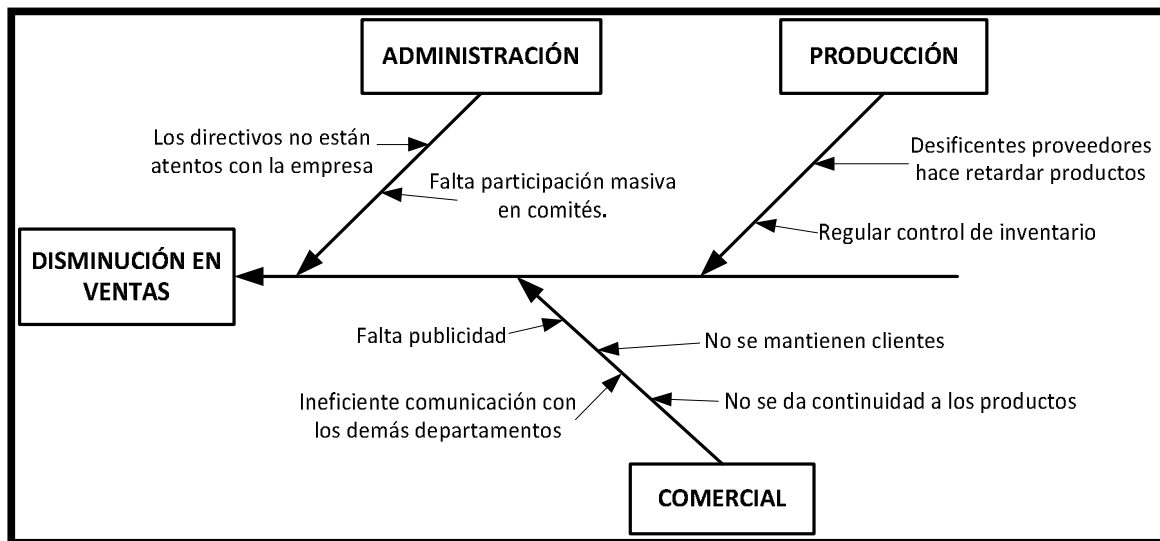 ADMINISTRACIÓN
PRODUCCIÓN
Los directivos no están
atentos con la empresa
Falta participación masiva
en comités.
Desificentes proveedores
hace retardar productos
Regular control de inventario
DISMINUCIÓN EN
VENTAS
Falta publicidad
No se mantienen clientes
Ineficiente comunicación con
los demás departamentos
No se da continuidad a los productos
COMERCIAL